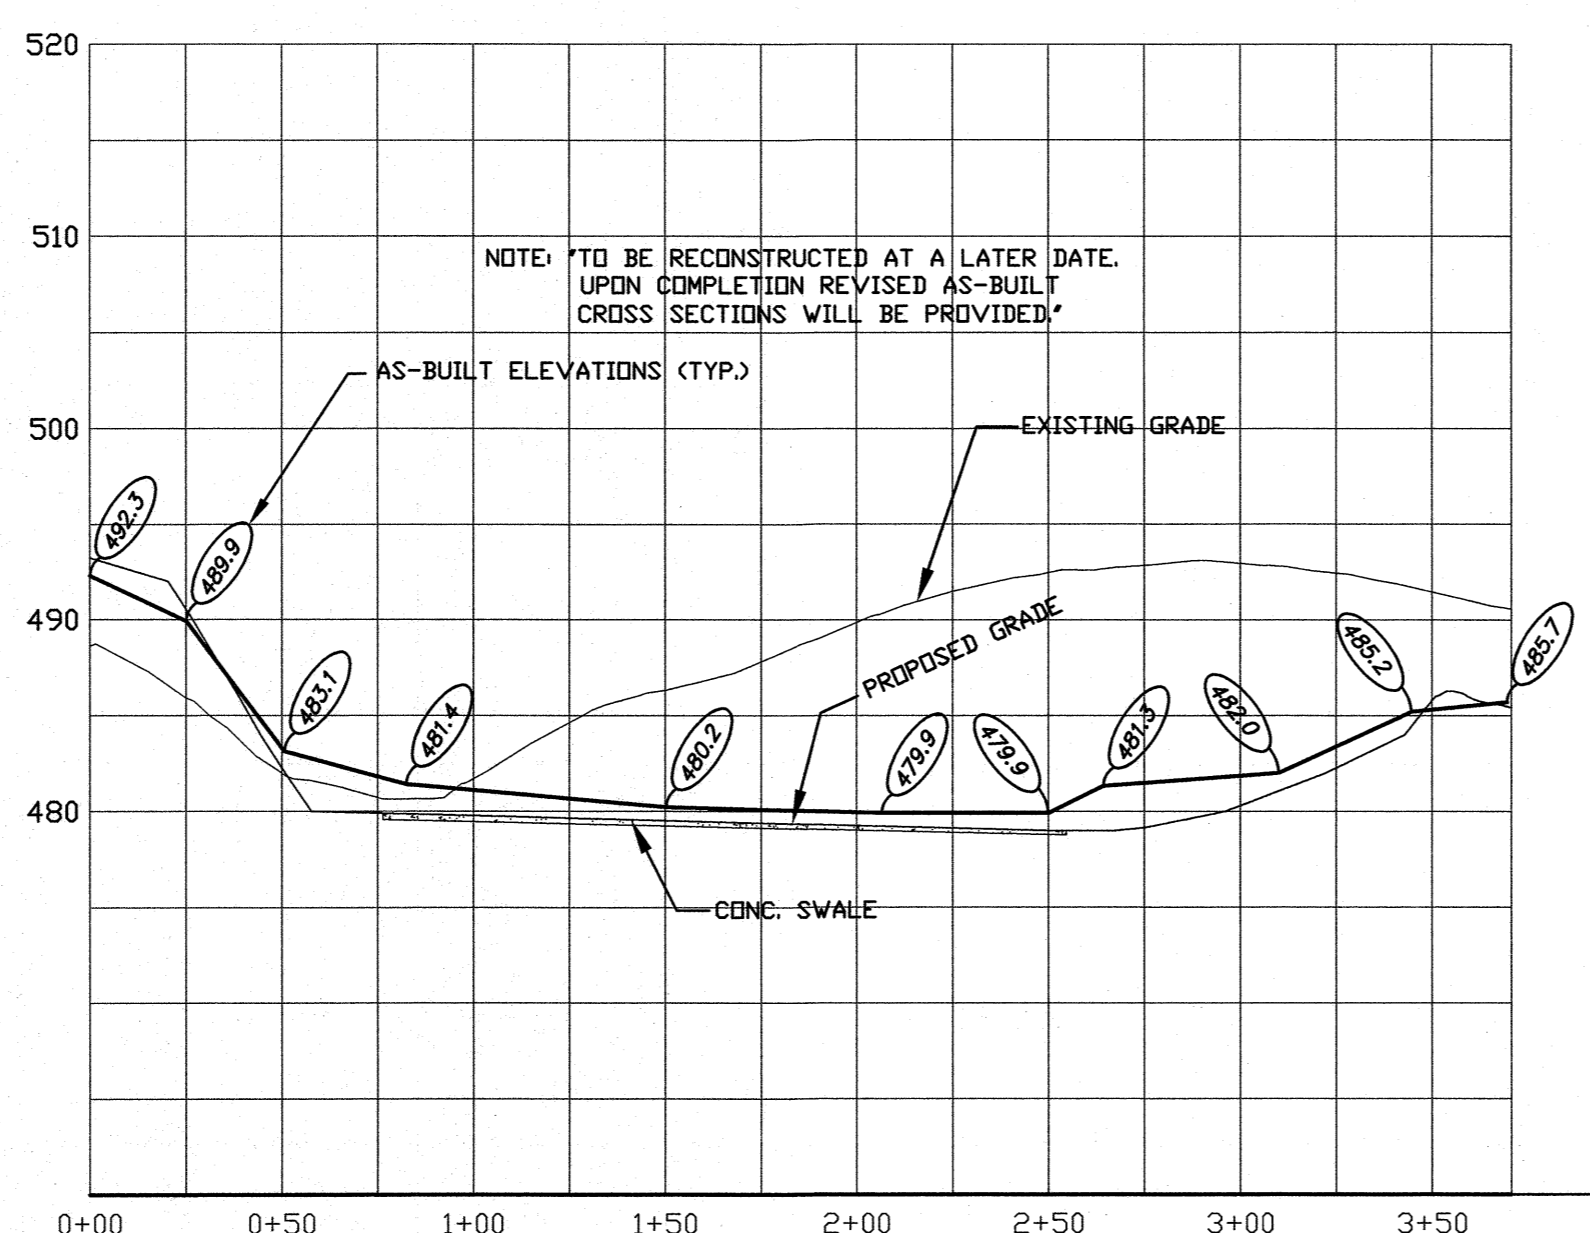 520
510
NOTE: "TO BE RECONSTRUCTED AT A LATER DATE.
UPON COMPLETION REVISED AS-BUILT
CROSS SECTIONS WILL BE PROVIDED."
AS-BUILT ELEVATIONS (TYP.)
500
EXISTING GRADE
492.3
489.9
490
PROPOSED GRADE
485.2
485.7
483.1
481.4
480.2
479.9
479.9
481.3
482.0
480
CONC. SWALE
0+00 0+50 1+00 1+50 2+00 2+50 3+00 3+50